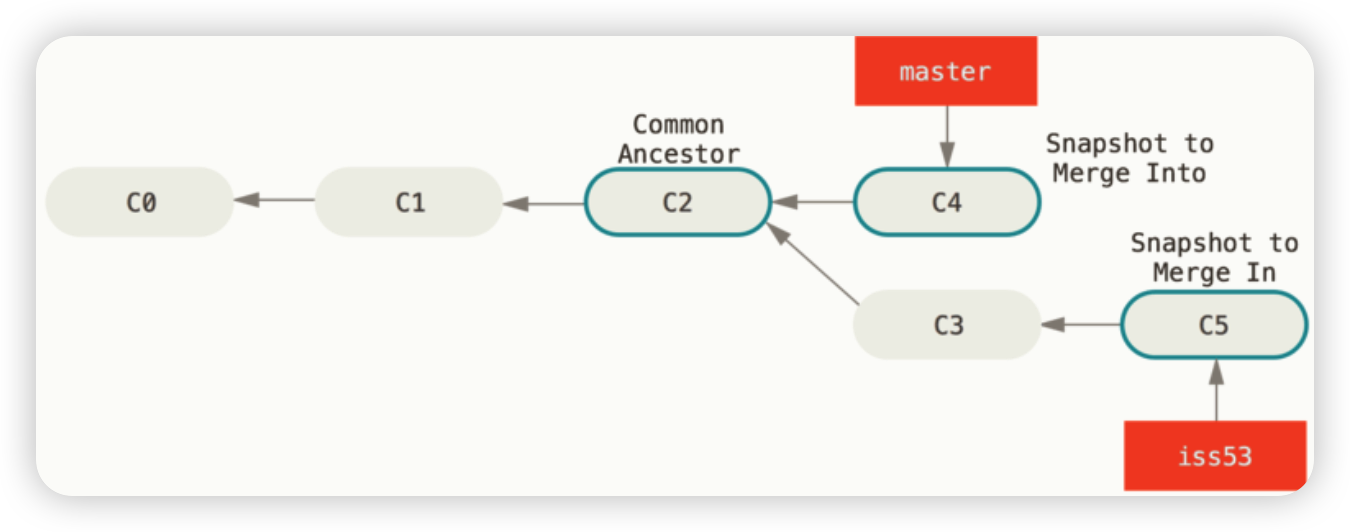 master
Common
Ancestor
Snapshot to
Merge Into
C0
C1
C2
C4
Snapshot to
Merge In
C3
C5
iss53